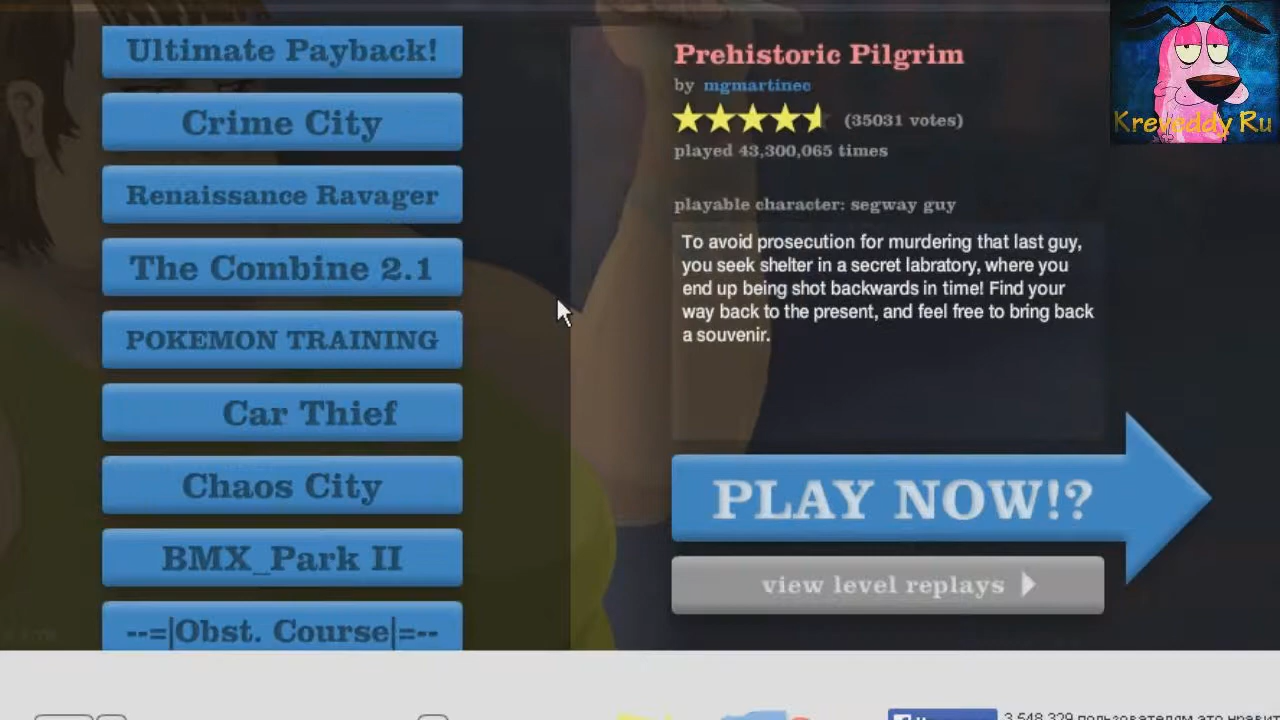 Ultimate Payback!
Crime City
Renaissance Ravager
The Combine 2.1
POKEMON TRAINING
Car Thief
Chaos City
BMX_Park II
--=|Obst. Course|=--
Prehistoric Pilgrim
by mgmartinec
(35031 votes)
played 43,300,065 times
playable character: segway guy
To avoid prosecution for murdering that last guy,
you seek shelter in a secret labratory, where you
end up being shot backwards in time! Find your
way back to the present, and feel free to bring back
a souvenir.
PLAY NOW!?
view level replays
Kreveddy Ru
3 548 329 пользователям это нравит